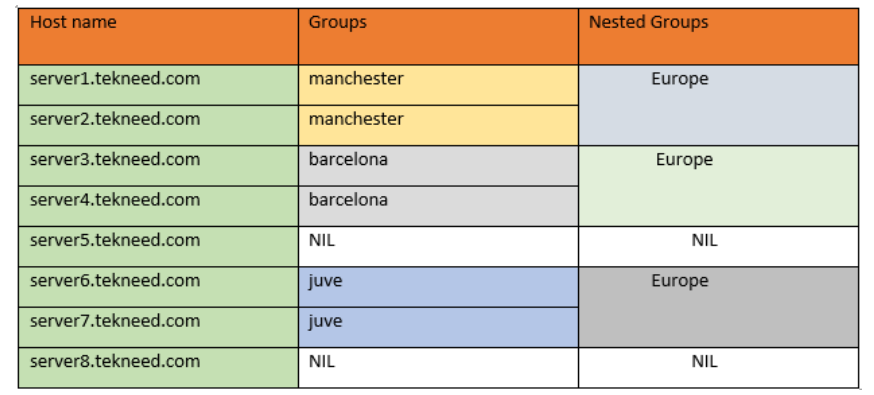 Host name Groups Nested Groups
server1.tekneed.com manchester Europe
server2.tekneed.com manchester
server3.tekneed.com barcelona Europe
server4.tekneed.com barcelona
server5.tekneed.com NIL NIL
server6.tekneed.com juve Europe
server7.tekneed.com juve
server8.tekneed.com NIL NIL